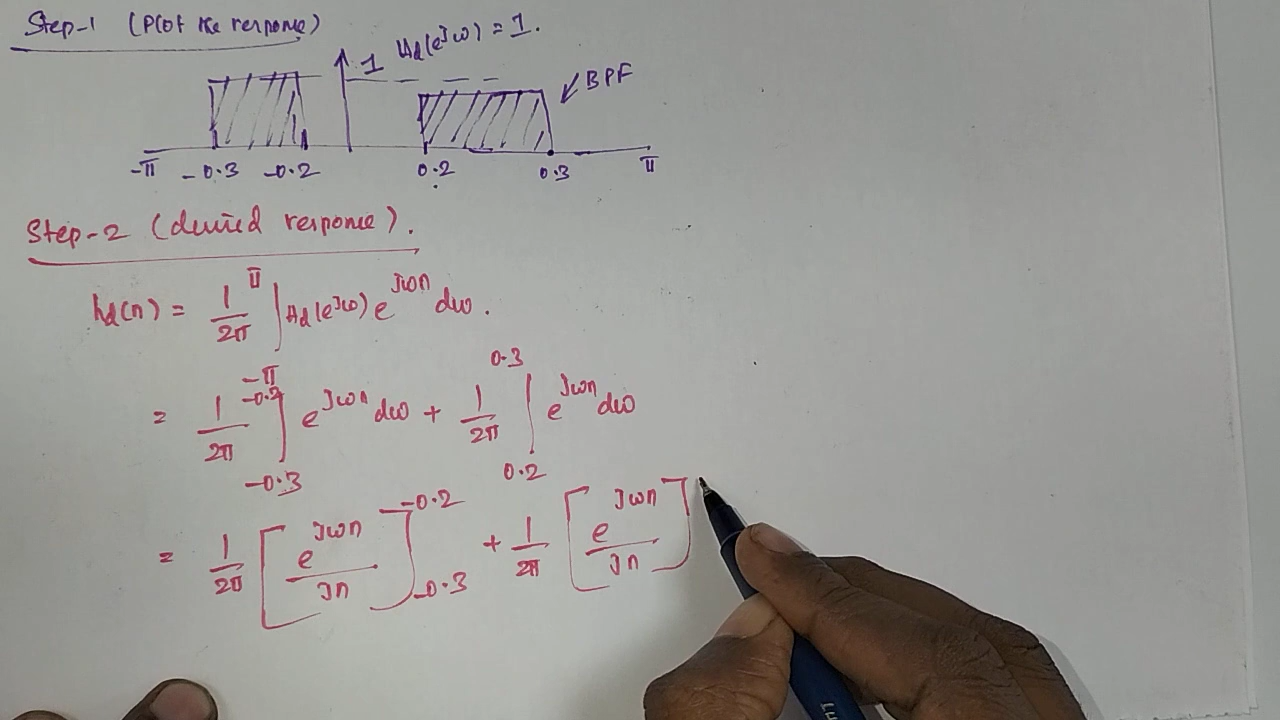 Step-1 (Plot the response)
1 Hd(e^jω) = 1.
BPF
-π -0.3 -0.2 0.2 0.3 π
Step-2 (desired response).
hd(n) = 1/2π ∫_{-π}^{π} Hd(e^jω) e^jωn dω.
= 1/2π ∫_{-0.3}^{-0.2} e^jωn dω + 1/2π ∫_{0.2}^{0.3} e^jωn dω
= 1/2π [e^jωn / jn]_{-0.3}^{-0.2} + 1/2π [e^jωn / jn]